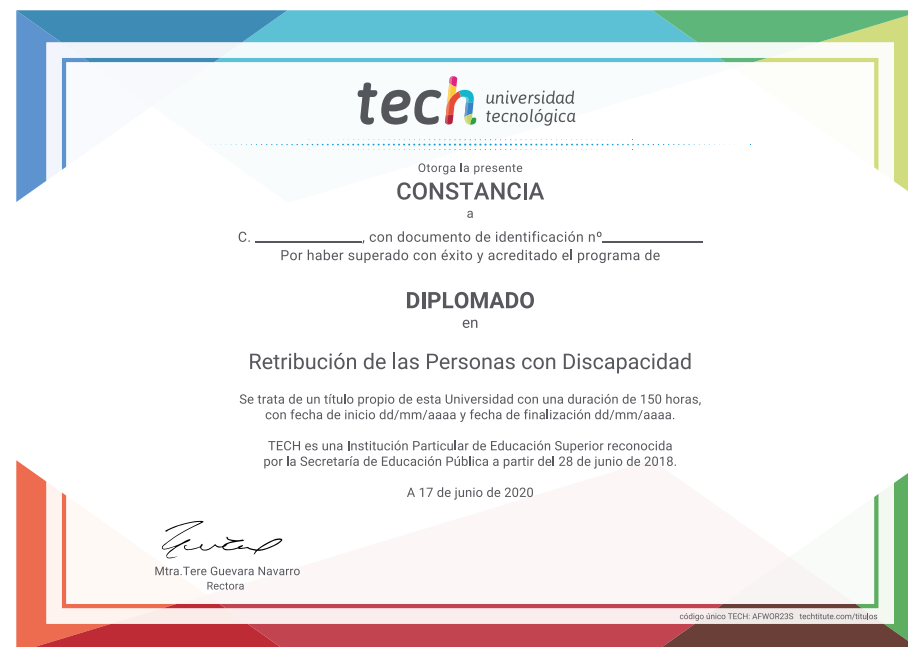 tech universidad
tecnológica
Otorga la presente
CONSTANCIA
a
C. ____________, con documento de identificación nº____________
Por haber superado con éxito y acreditado el programa de
DIPLOMADO
en
Retribución de las Personas con Discapacidad
Se trata de un título propio de esta Universidad con una duración de 150 horas,
con fecha de inicio dd/mm/aaaa y fecha de finalización dd/mm/aaaa.
TECH es una Institución Particular de Educación Superior reconocida
por la Secretaría de Educación Pública a partir del 28 de junio de 2018.
A 17 de junio de 2020
Mtra.Tere Guevara Navarro
Rectora
código único TECH: AFWOR23S techtitute.com/titulos